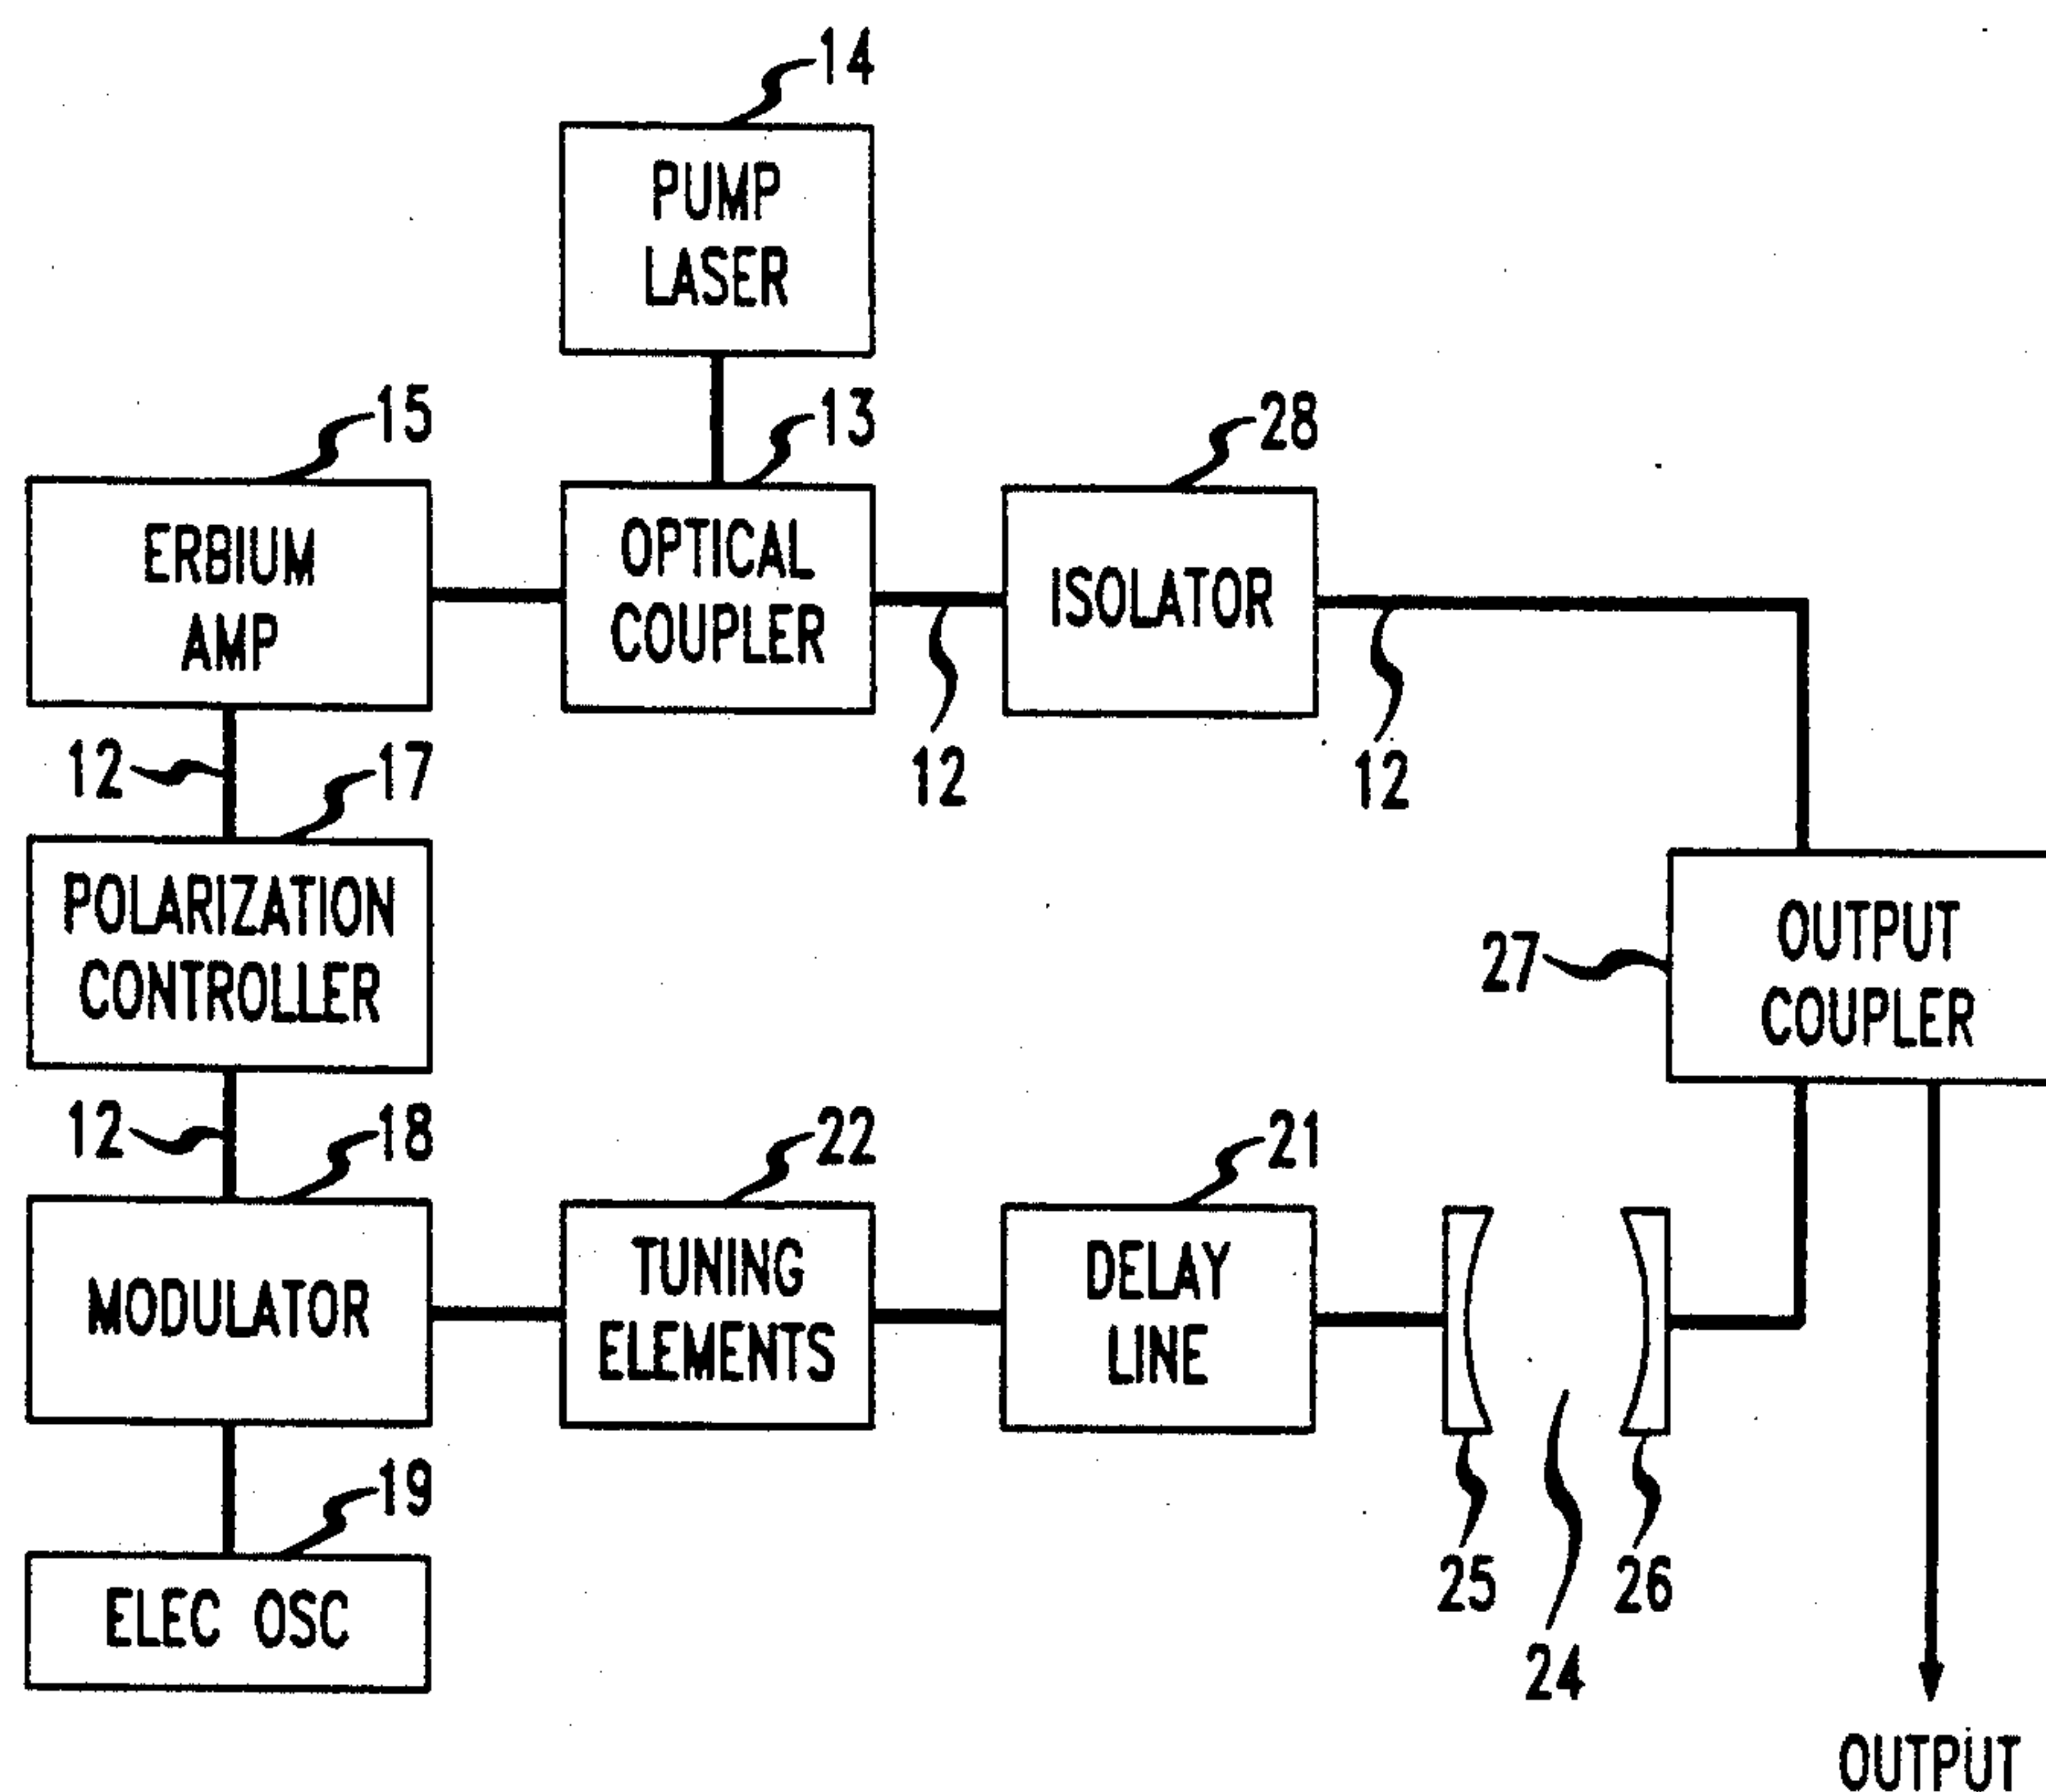 14
PUMP
LASER
15
13
28
ERBIUM
AMP
OPTICAL
COUPLER
ISOLATOR
12
17
12
12
POLARIZATION
CONTROLLER
27
OUTPUT
COUPLER
12
18
22
21
MODULATOR
TUNING
ELEMENTS
DELAY
LINE
19
25
26
ELEC OSC
24
OUTPUT